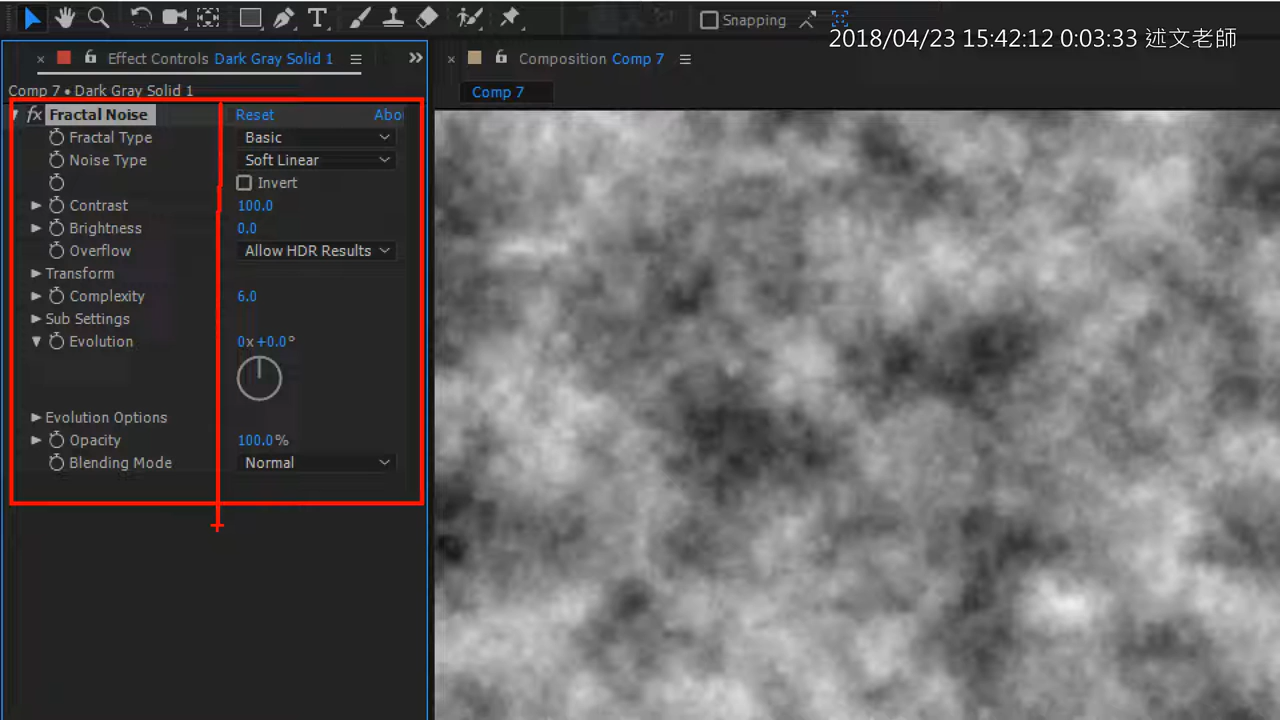 T
Snapping
2018/04/23 15:42:12 0:03:33 述文老師
Effect Controls Dark Gray Solid 1
Composition Comp 7
Comp 7 • Dark Gray Solid 1
Comp 7
fx Fractal Noise Reset Abo
Fractal Type Basic
Noise Type Soft Linear
Invert
Contrast 100.0
Brightness 0.0
Overflow Allow HDR Results
Transform
Complexity 6.0
Sub Settings
Evolution 0x+0.0°
Evolution Options
Opacity 100.0%
Blending Mode Normal